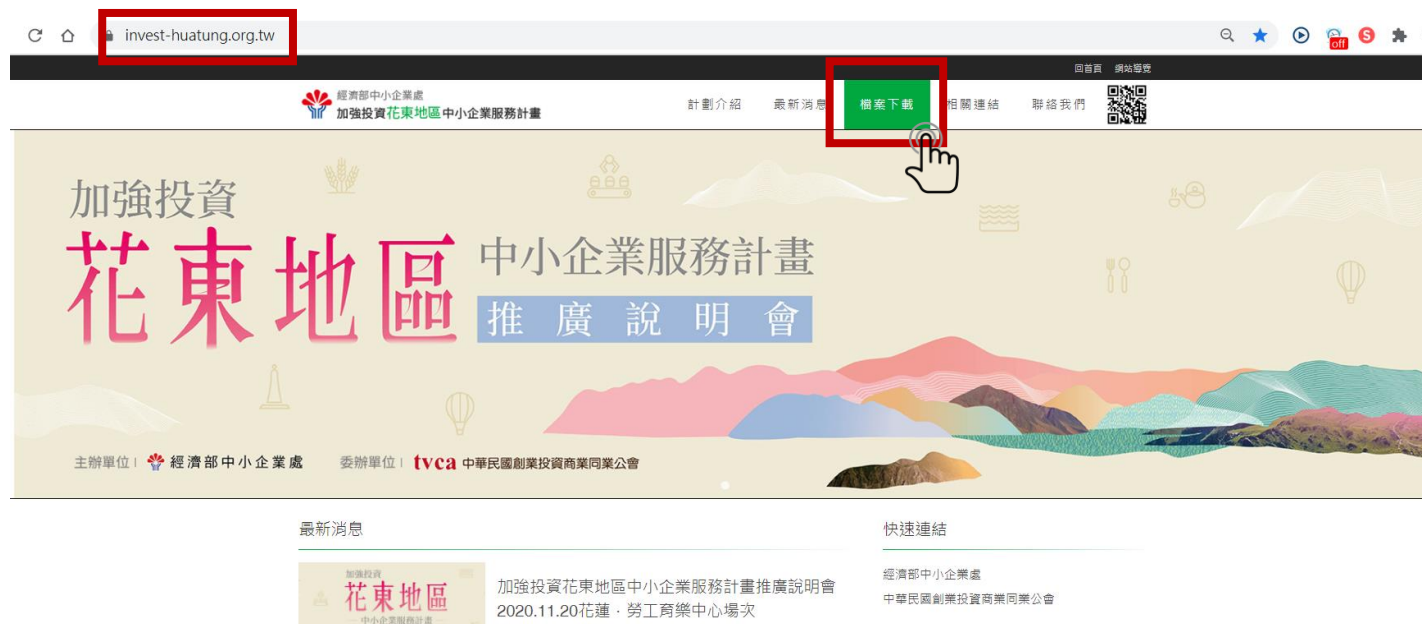 invest-huatung.org.tw
off
S
回首頁 網站導覽
經濟部中小企業處
加強投資花東地區中小企業服務計畫
計劃介紹 最新消息 檔案下載 相關連結 聯絡我們
加強投資
花東地區
中小企業服務計畫
推廣說明會
主辦單位 經濟部中小企業處 委辦單位 tvca 中華民國創業投資商業同業公會
最新消息
快速連結
加強投資
花東地區
中小企業服務計畫
加強投資花東地區中小企業服務計畫推廣說明會
2020.11.20花蓮．勞工育樂中心場次
經濟部中小企業處
中華民國創業投資商業同業公會